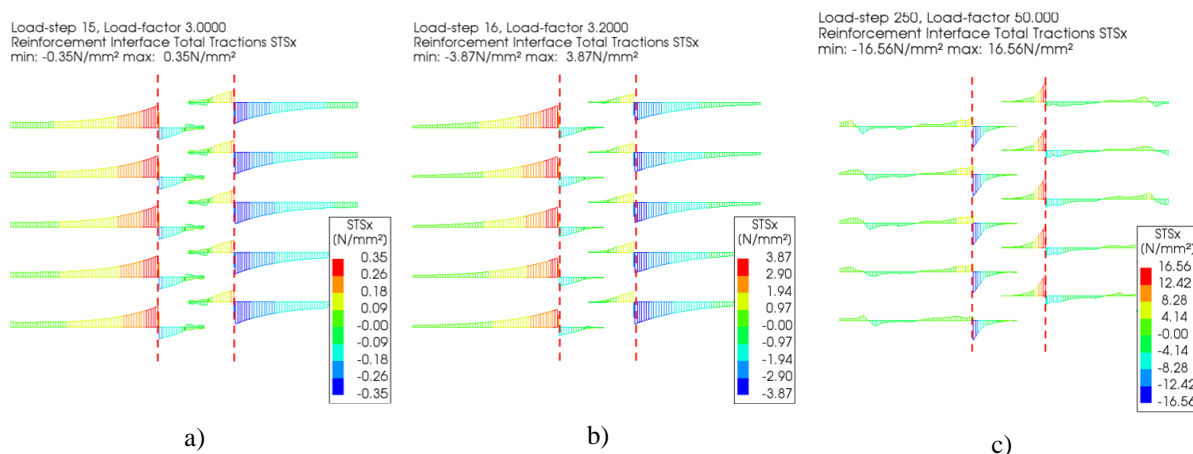 Load-step 15, Load-factor 3.0000
Reinforcement Interface Total Tractions STSx
min: -0.35N/mm² max: 0.35N/mm²
STSx
(N/mm²)
0.35
0.26
0.18
0.09
-0.00
-0.09
-0.18
-0.26
-0.35
a)
Load-step 16, Load-factor 3.2000
Reinforcement Interface Total Tractions STSx
min: -3.87N/mm² max: 3.87N/mm²
STSx
(N/mm²)
3.87
2.90
1.94
0.97
-0.00
-0.97
-1.94
-2.90
-3.87
b)
Load-step 250, Load-factor 50.000
Reinforcement Interface Total Tractions STSx
min: -16.56N/mm² max: 16.56N/mm²
STSx
(N/mm²)
16.56
12.42
8.28
4.14
-0.00
-4.14
-8.28
-12.42
-16.56
c)